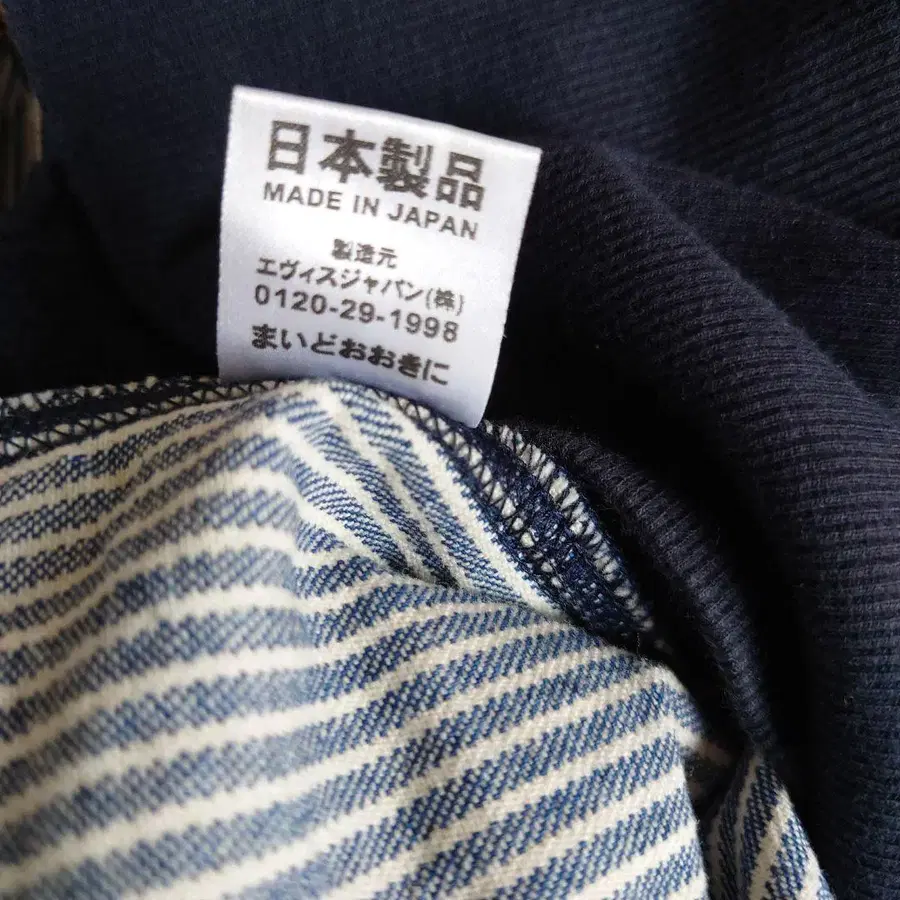 日本製品
MADE IN JAPAN
製造元
エヴィスジャパン(株)
0120-29-1998
まいどおおきに